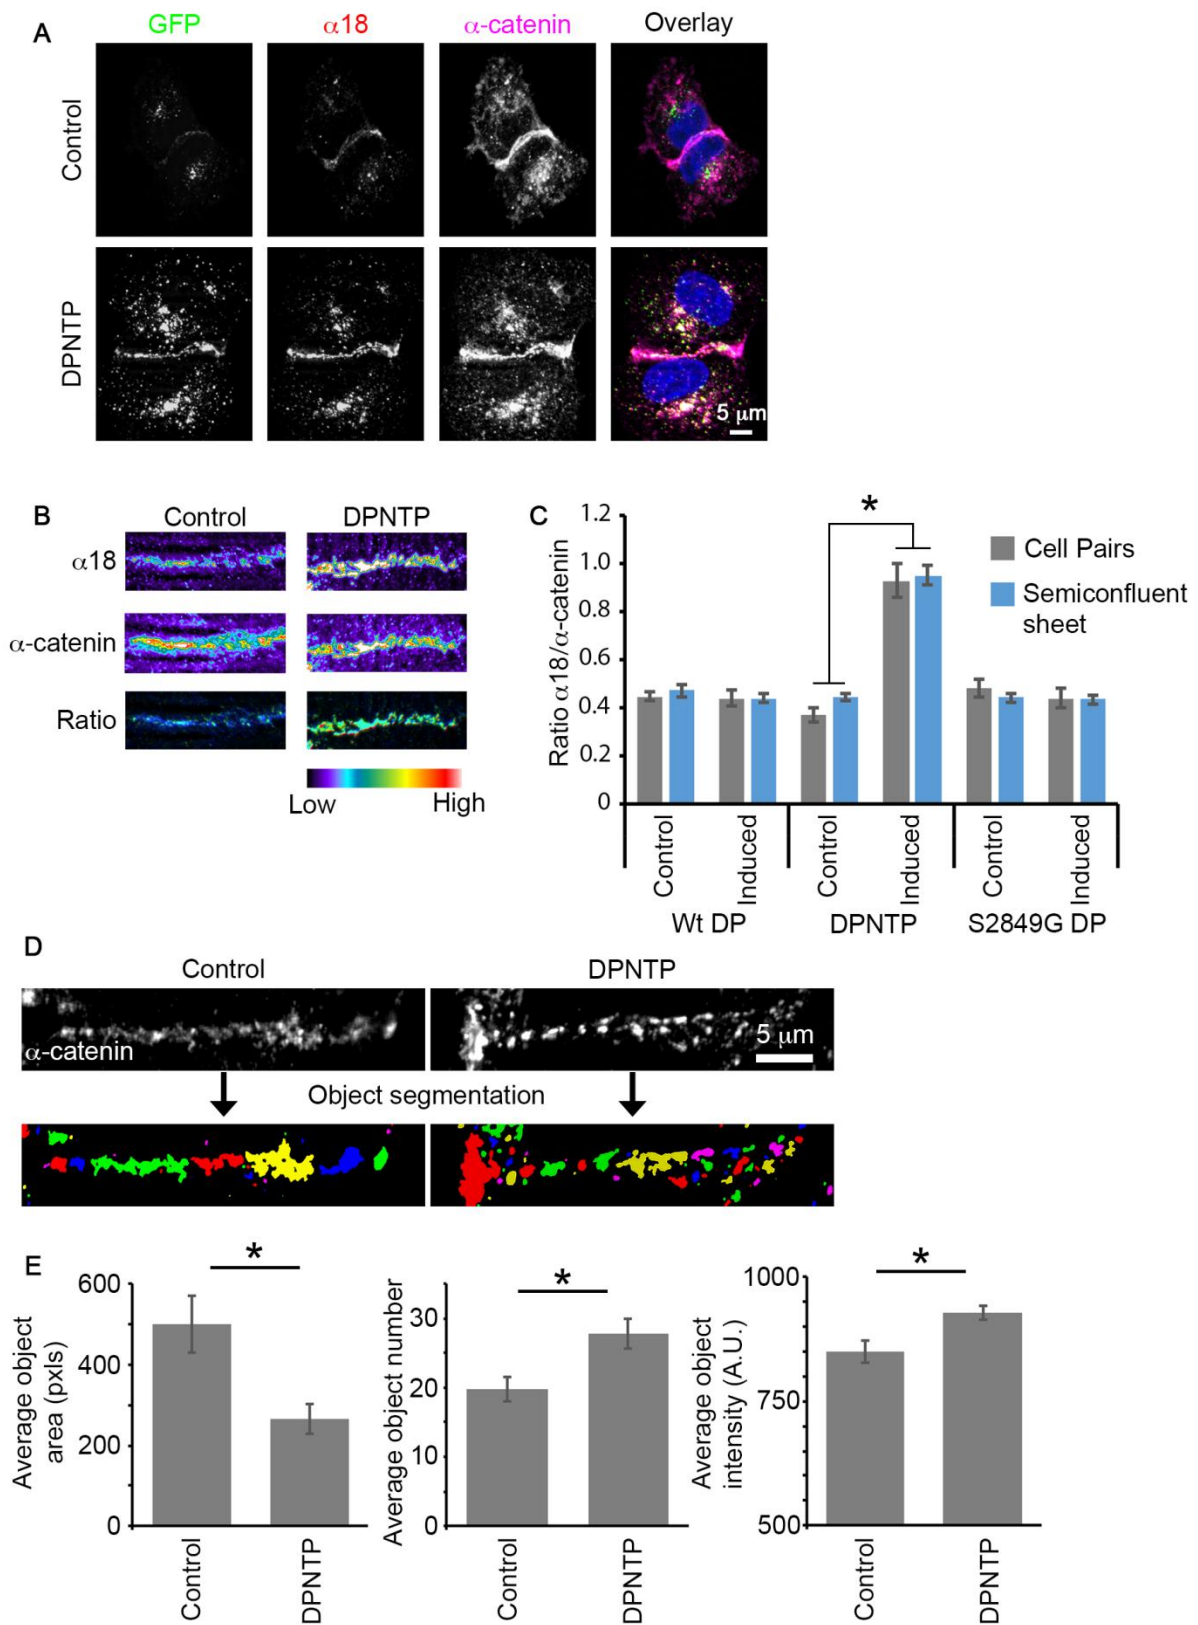 A
GFP
α18
α-catenin
Overlay
Control
DPNTP
5 μm
B
Control
DPNTP
α18
α-catenin
Ratio
Low
High
C
Ratio α18/α-catenin
1.2
1.0
0.8
0.6
0.4
0.2
0
*
Cell Pairs
Semiconfluent
sheet
Control
Induced
Control
Induced
Control
Induced
Wt DP
DPNTP
S2849G DP
D
Control
DPNTP
α-catenin
5 μm
Object segmentation
E
Average object
area (pxls)
600
400
200
0
*
Control
DPNTP
Average object number
30
20
10
0
*
Control
DPNTP
Average object
intensity (A.U.)
1000
750
500
*
Control
DPNTP